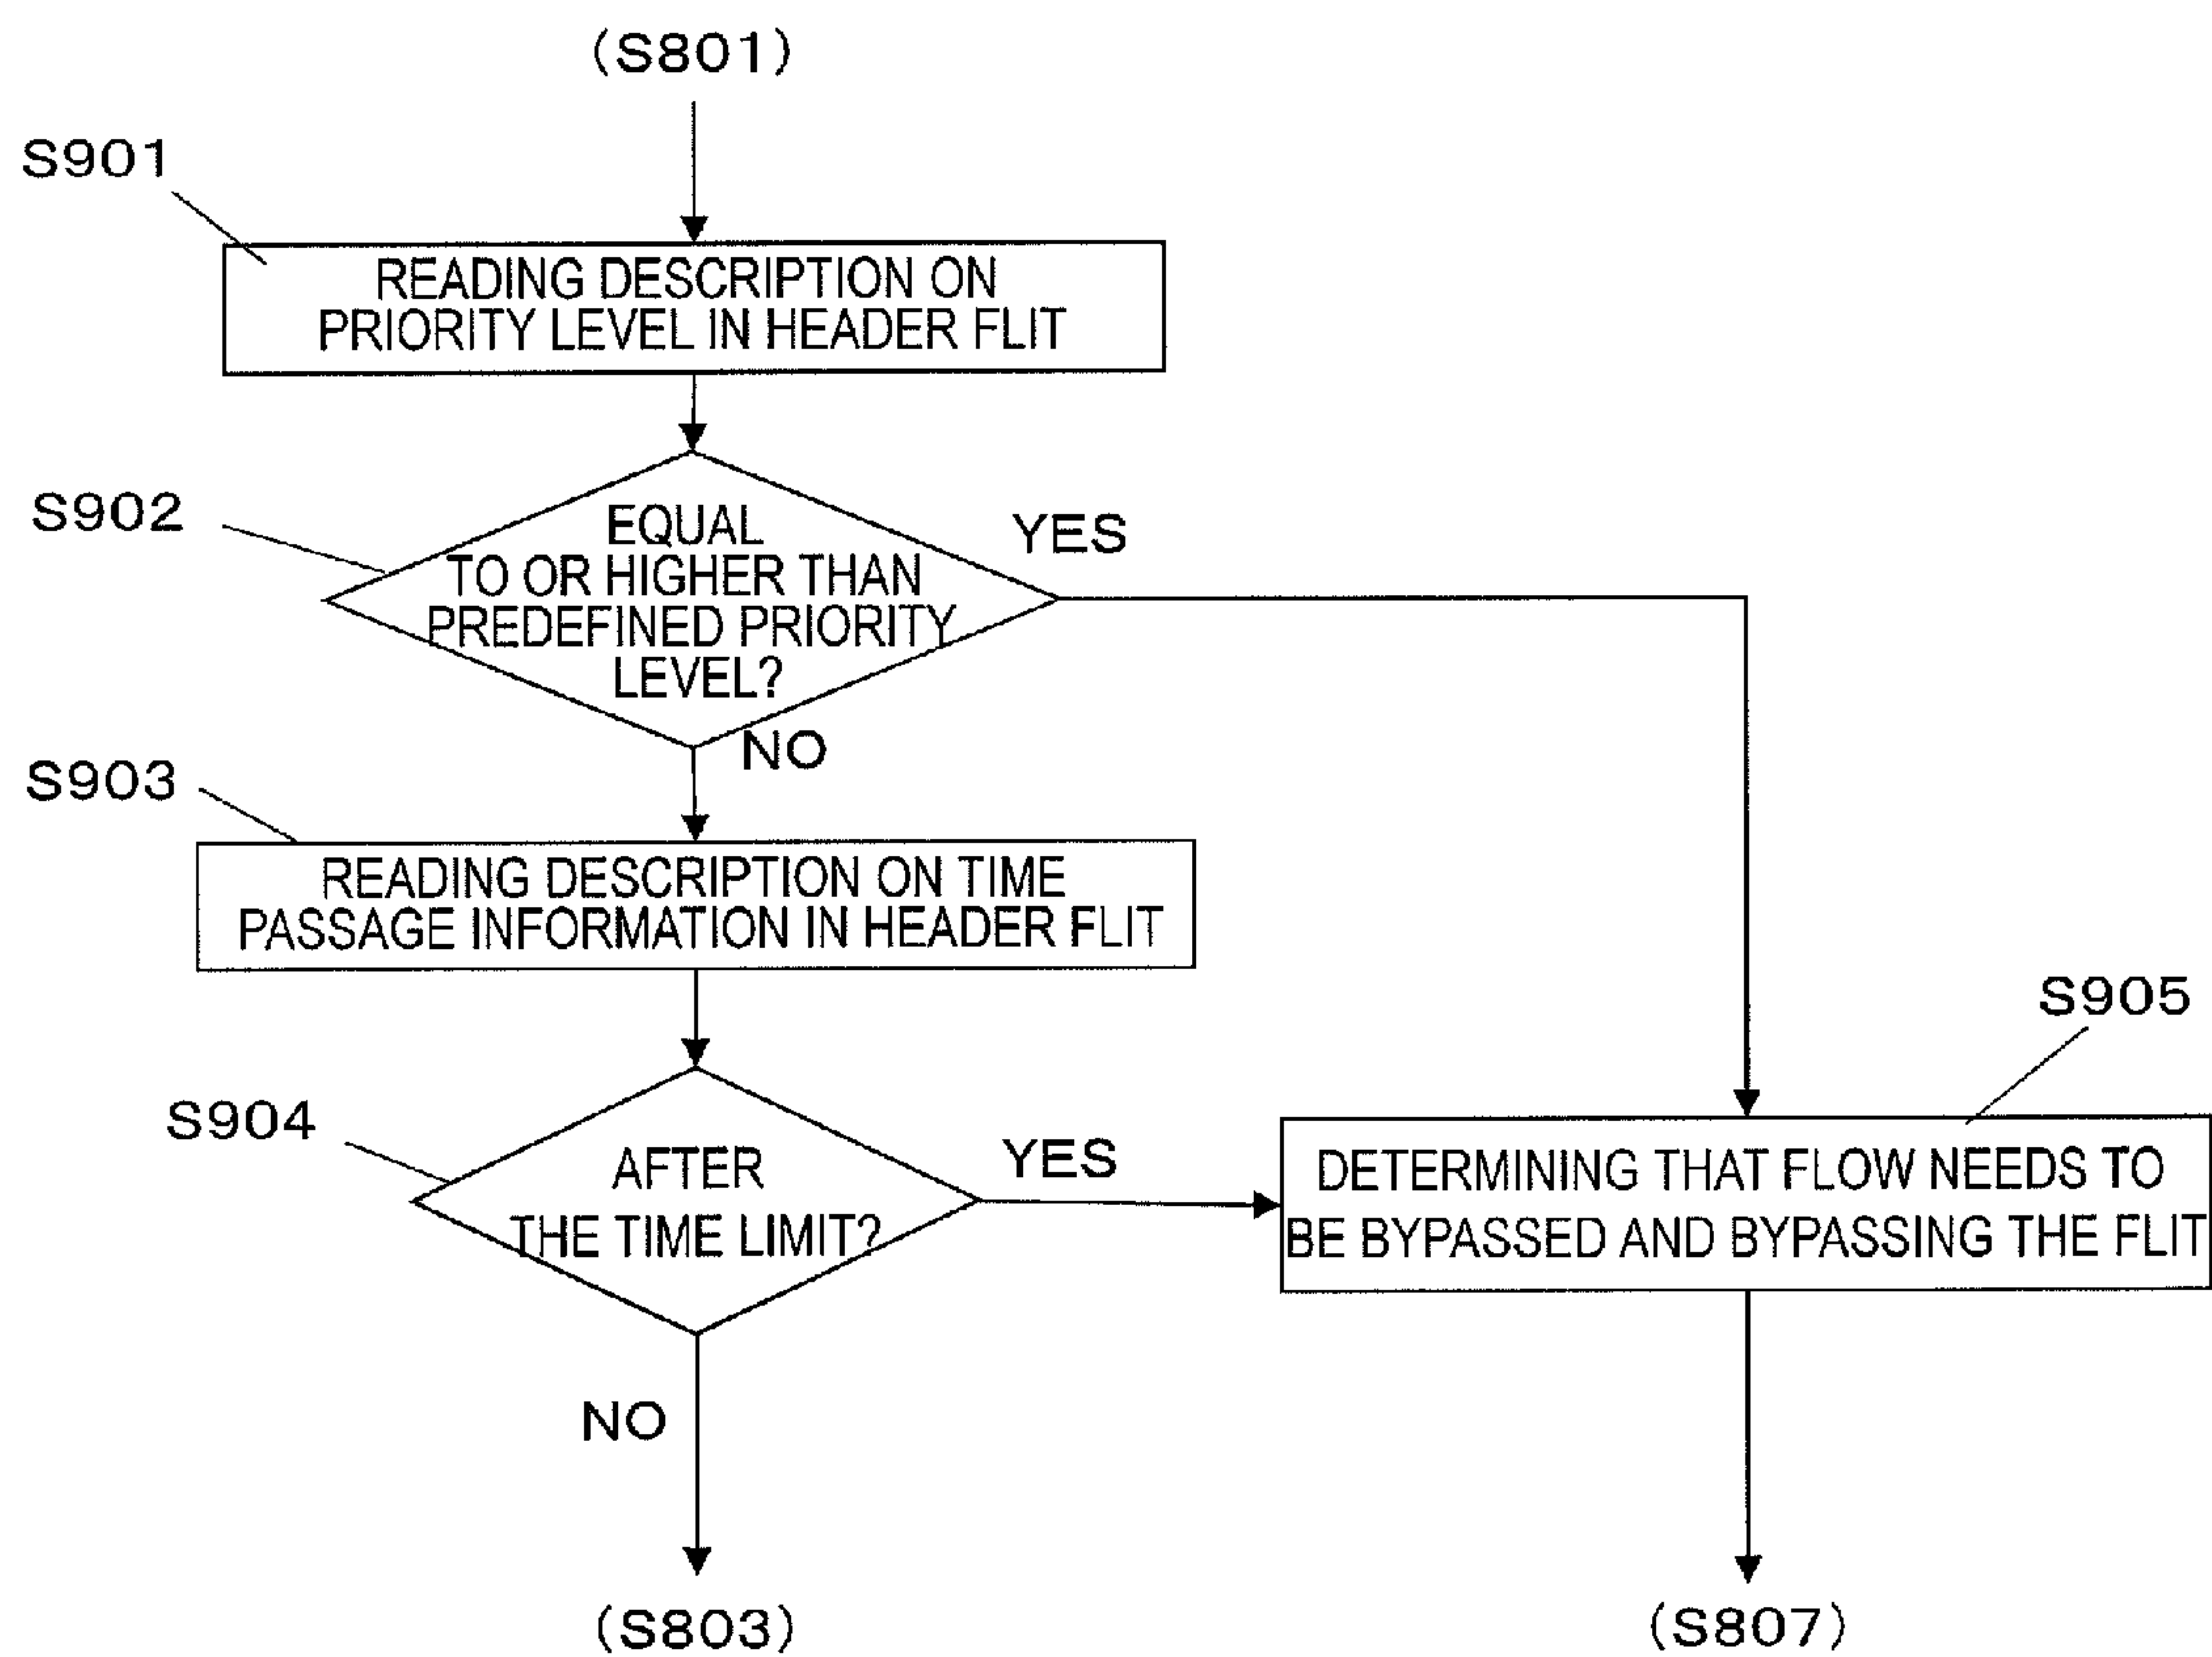 (S801)
S901
READING DESCRIPTION ON
PRIORITY LEVEL IN HEADER FLIT
S902
EQUAL
TO OR HIGHER THAN
PREDEFINED PRIORITY
LEVEL?
YES
NO
S903
READING DESCRIPTION ON TIME
PASSAGE INFORMATION IN HEADER FLIT
S904
AFTER
THE TIME LIMIT?
YES
S905
DETERMINING THAT FLOW NEEDS TO
BE BYPASSED AND BYPASSING THE FLIT
NO
(S803)
(S807)